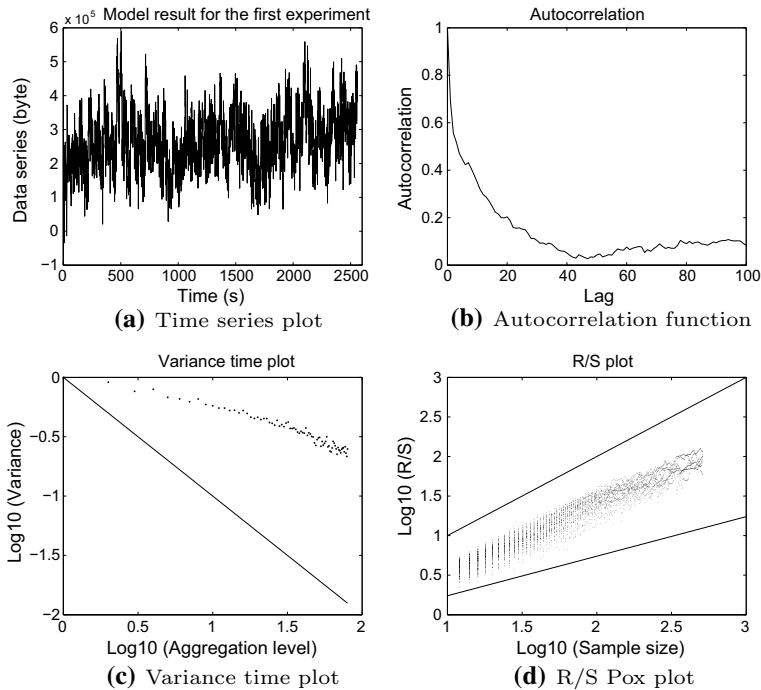 Model result for the first experiment
x 10^5
6
5
4
3
2
1
0
−1
0 500 1000 1500 2000 2500
Data series (byte)
Time (s)
(a) Time series plot
Autocorrelation
1
0.8
0.6
0.4
0.2
0
0 20 40 60 80 100
Autocorrelation
Lag
(b) Autocorrelation function
Variance time plot
0
−0.5
−1
−1.5
−2
0 0.5 1.0 1.5 2.0
Log10 (Variance)
Log10 (Aggregation level)
(c) Variance time plot
R/S plot
3
2.5
2
1.5
1
0.5
0
1 1.5 2 2.5 3
Log10 (R/S)
Log10 (Sample size)
(d) R/S Pox plot